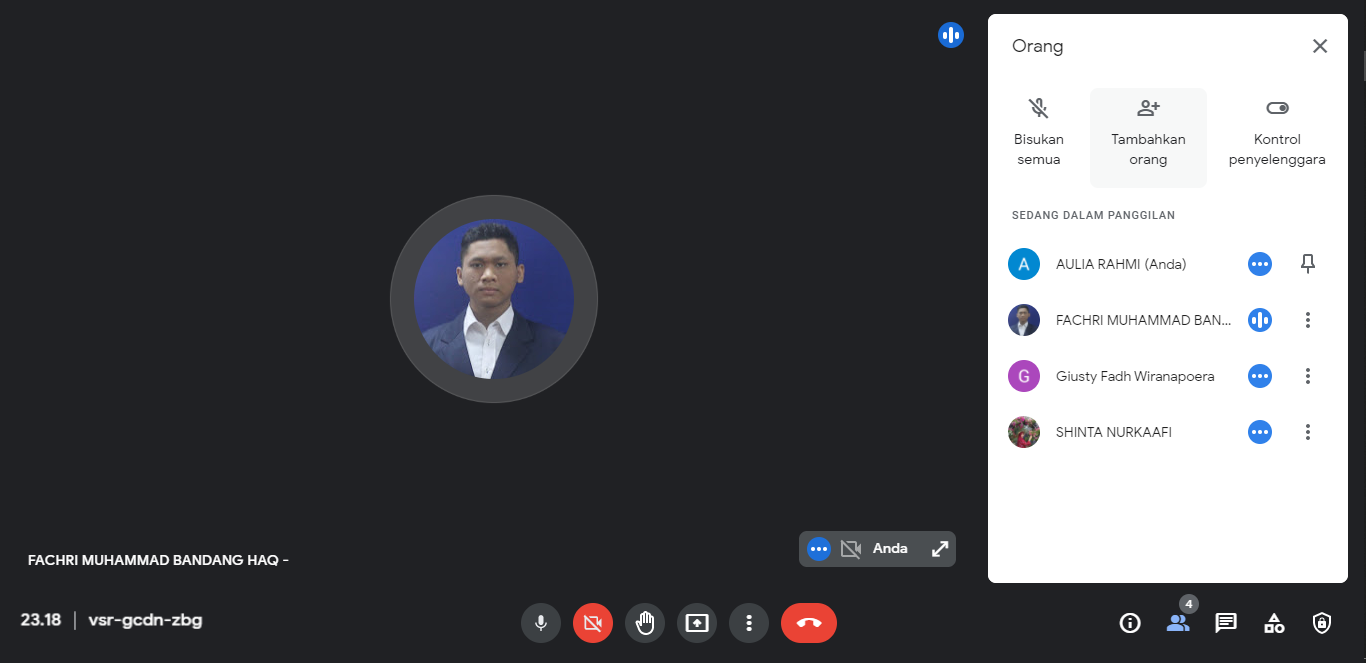 Orang
Bisukan
semua
Tambahkan
orang
Kontrol
penyelenggara
SEDANG DALAM PANGGILAN
A
AULIA RAHMI (Anda)
FACHRI MUHAMMAD BAN...
G
Giusty Fadh Wiranapoera
SHINTA NURKAAFI
Anda
FACHRI MUHAMMAD BANDANG HAQ -
23.18 | vsr-gcdn-zbg
4